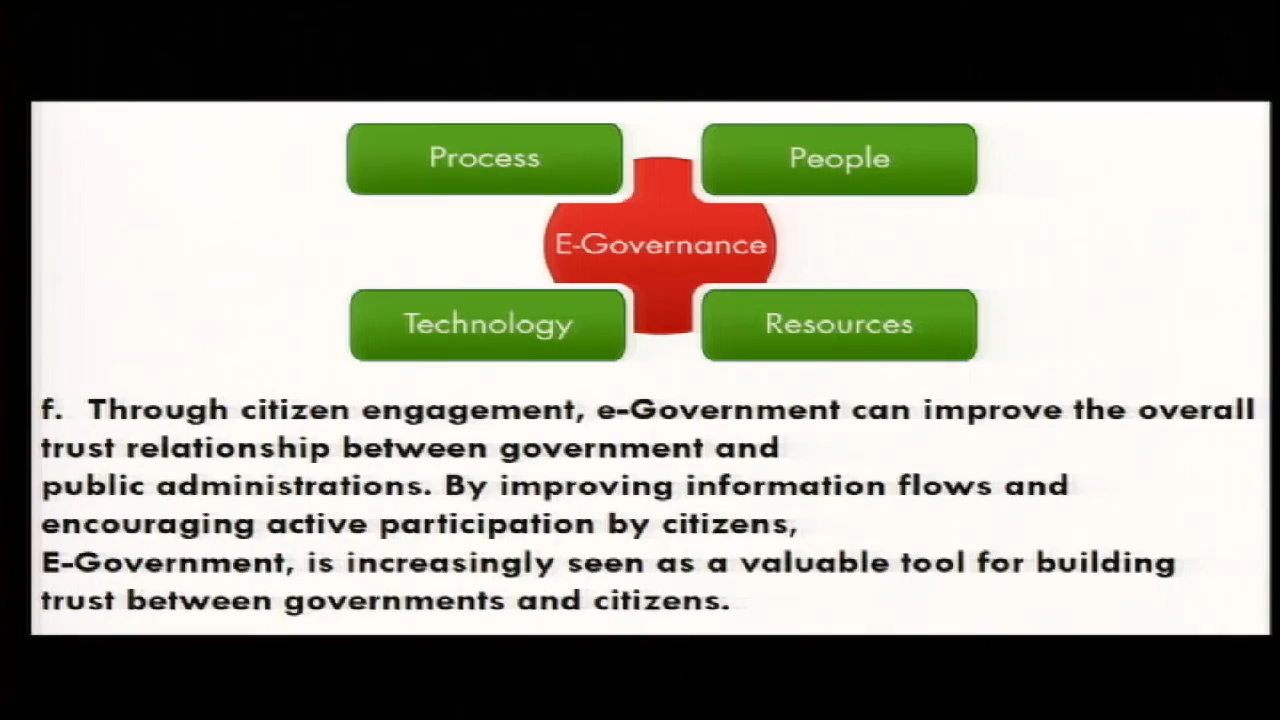 Process
People
E-Governance
Technology
Resources
f. Through citizen engagement, e-Government can improve the overall
trust relationship between government and
public administrations. By improving information flows and
encouraging active participation by citizens,
E-Government, is increasingly seen as a valuable tool for building
trust between governments and citizens.